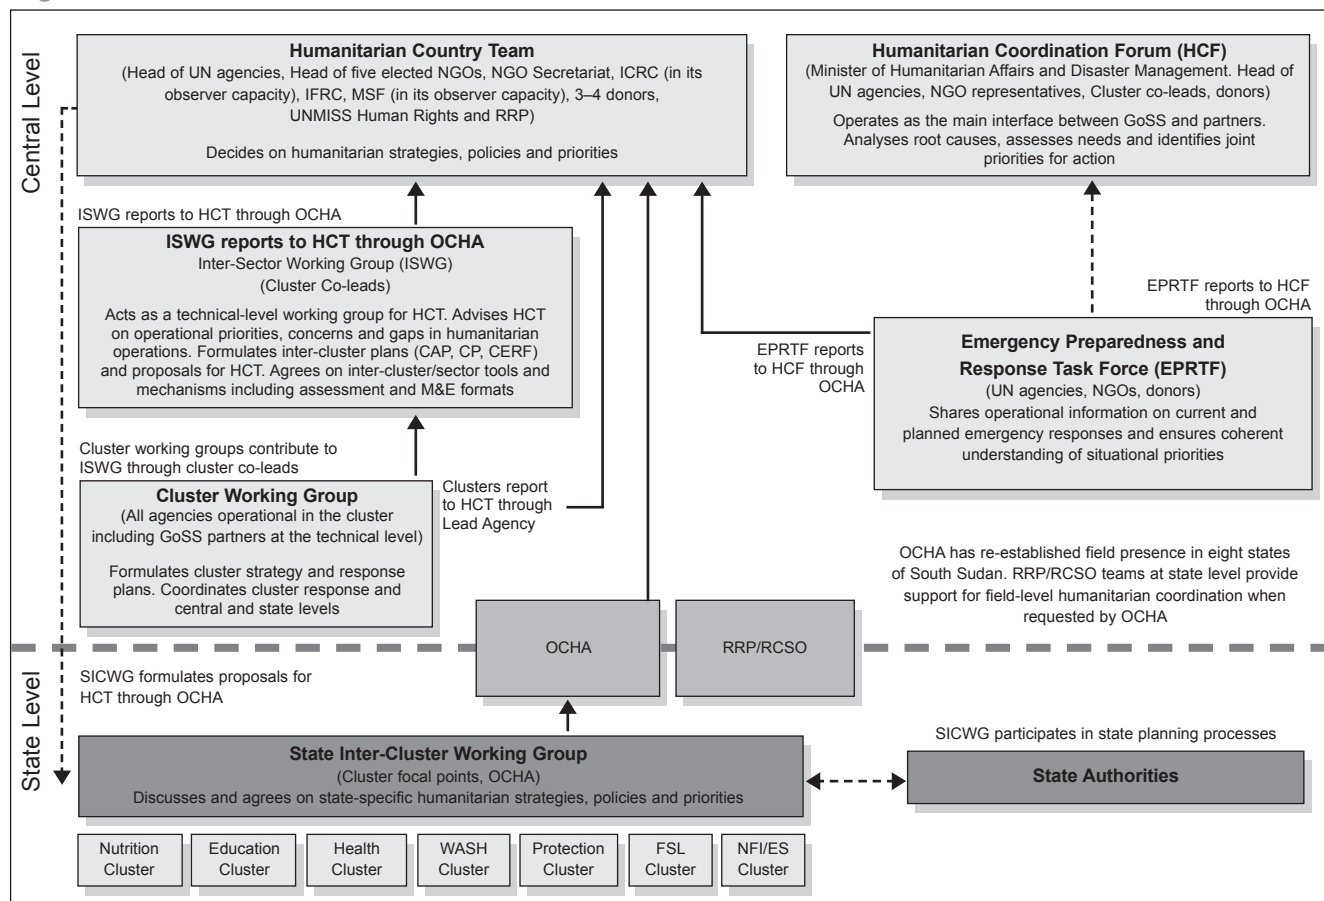 Central Level
Humanitarian Country Team
(Head of UN agencies, Head of five elected NGOs, NGO Secretariat, ICRC (in its
observer capacity), IFRC, MSF (in its observer capacity), 3–4 donors,
UNMISS Human Rights and RRP)
Decides on humanitarian strategies, policies and priorities
Humanitarian Coordination Forum (HCF)
(Minister of Humanitarian Affairs and Disaster Management. Head of
UN agencies, NGO representatives, Cluster co-leads, donors)
Operates as the main interface between GoSS and partners.
Analyses root causes, assesses needs and identifies joint
priorities for action
ISWG reports to HCT through OCHA
ISWG reports to HCT through OCHA
Inter-Sector Working Group (ISWG)
(Cluster Co-leads)
Acts as a technical-level working group for HCT. Advises HCT
on operational priorities, concerns and gaps in humanitarian
operations. Formulates inter-cluster plans (CAP, CP, CERF)
and proposals for HCT. Agrees on inter-cluster/sector tools and
mechanisms including assessment and M&E formats
EPRTF reports to HCF
through OCHA
EPRTF reports
to HCF through
OCHA
Emergency Preparedness and
Response Task Force (EPRTF)
(UN agencies, NGOs, donors)
Shares operational information on current and
planned emergency responses and ensures coherent
understanding of situational priorities
Cluster working groups contribute to
ISWG through cluster co-leads
Cluster Working Group
(All agencies operational in the cluster
including GoSS partners at the technical level)
Formulates cluster strategy and response
plans. Coordinates cluster response and
central and state levels
Clusters report
to HCT through
Lead Agency
OCHA has re-established field presence in eight states
of South Sudan. RRP/RCSO teams at state level provide
support for field-level humanitarian coordination when
requested by OCHA
OCHA
RRP/RCSO
State Level
SICWG formulates proposals for
HCT through OCHA
State Inter-Cluster Working Group
(Cluster focal points, OCHA)
Discusses and agrees on state-specific humanitarian strategies, policies and priorities
SICWG participates in state planning processes
State Authorities
Nutrition
Cluster
Education
Cluster
Health
Cluster
WASH
Cluster
Protection
Cluster
FSL
Cluster
NFI/ES
Cluster